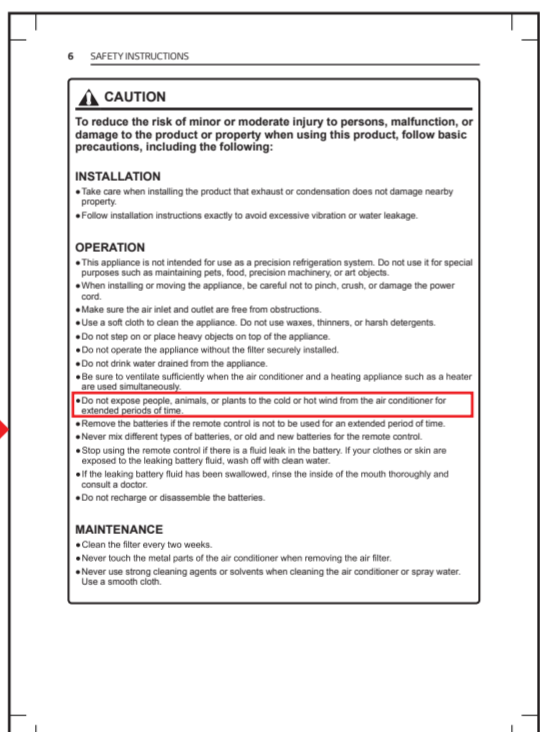 6 SAFETY INSTRUCTIONS
CAUTION
To reduce the risk of minor or moderate injury to persons, malfunction, or
damage to the product or property when using this product, follow basic
precautions, including the following:
INSTALLATION
• Take care when installing the product that exhaust or condensation does not damage nearby
property.
• Follow installation instructions exactly to avoid excessive vibration or water leakage.
OPERATION
• This appliance is not intended for use as a precision refrigeration system. Do not use it for special
purposes such as maintaining pets, food, precision machinery, or art objects.
• When installing or moving the appliance, be careful not to pinch, crush, or damage the power
cord.
• Make sure the air inlet and outlet are free from obstructions.
• Use a soft cloth to clean the appliance. Do not use waxes, thinners, or harsh detergents.
• Do not step on or place heavy objects on top of the appliance.
• Do not operate the appliance without the filter securely installed.
• Do not drink water drained from the appliance.
• Be sure to ventilate sufficiently when the air conditioner and a heating appliance such as a heater
are used simultaneously.
• Do not expose people, animals, or plants to the cold or hot wind from the air conditioner for
extended periods of time.
• Remove the batteries if the remote control is not to be used for an extended period of time.
• Never mix different types of batteries, or old and new batteries for the remote control.
• Stop using the remote control if there is a fluid leak in the battery. If your clothes or skin are
exposed to the leaking battery fluid, wash off with clean water.
• If the leaking battery fluid has been swallowed, rinse the inside of the mouth thoroughly and
consult a doctor.
• Do not recharge or disassemble the batteries.
MAINTENANCE
• Clean the filter every two weeks.
• Never touch the metal parts of the air conditioner when removing the air filter.
• Never use strong cleaning agents or solvents when cleaning the air conditioner or spray water.
Use a smooth cloth.